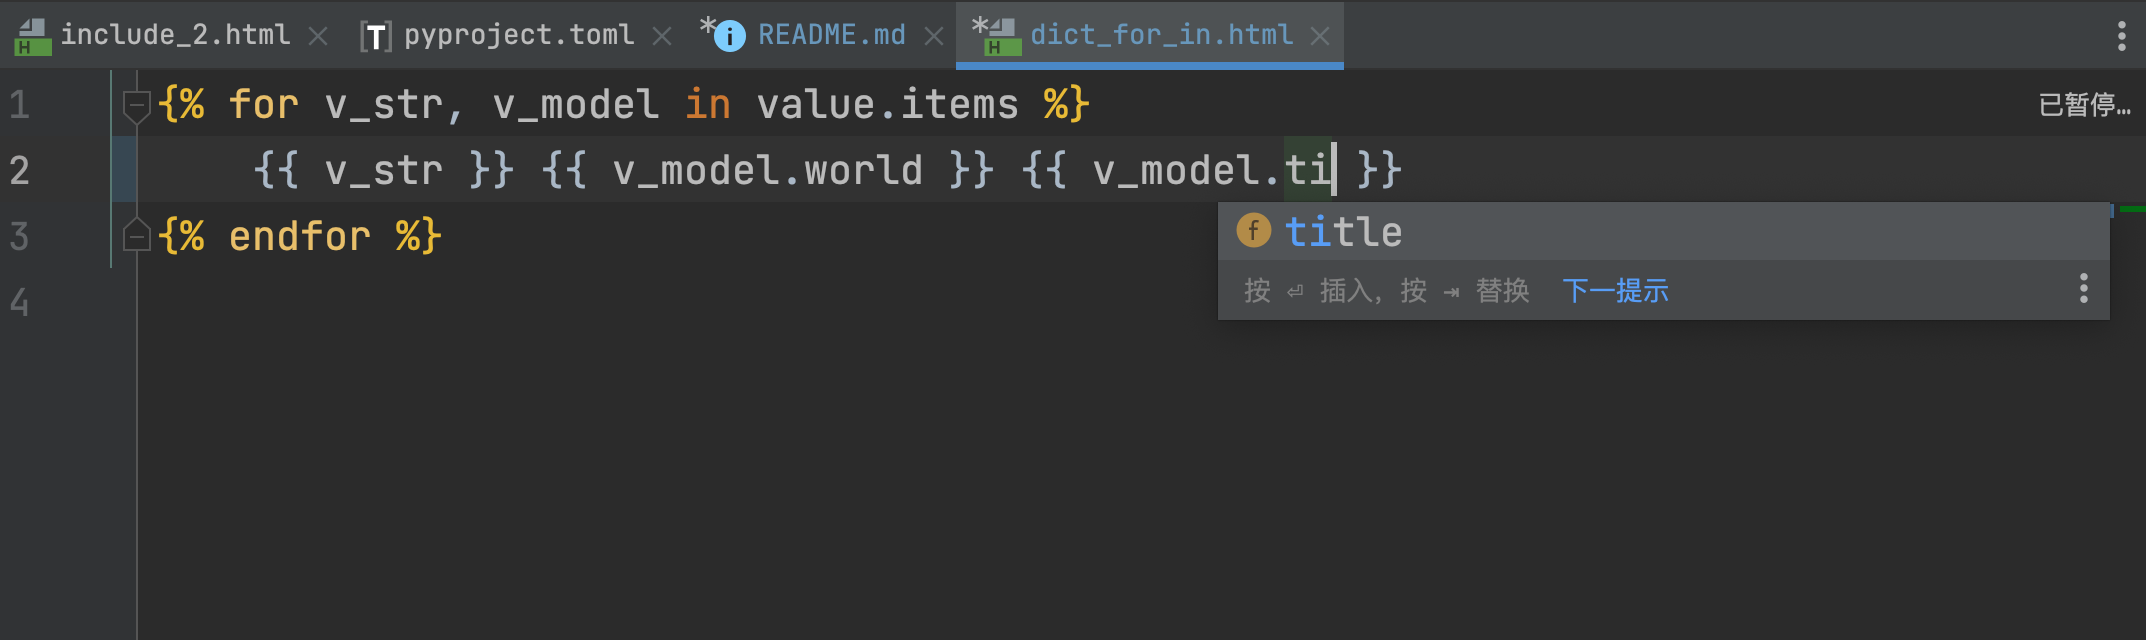 include_2.html pyproject.toml *README.md *dict_for_in.html
1 {% for v_str, v_model in value.items %} 已暂停...
2 {{ v_str }} {{ v_model.world }} {{ v_model.ti }}
title
3 {% endfor %}
按 ⏎ 插入, 按 ⇥ 替换 下一提示
4